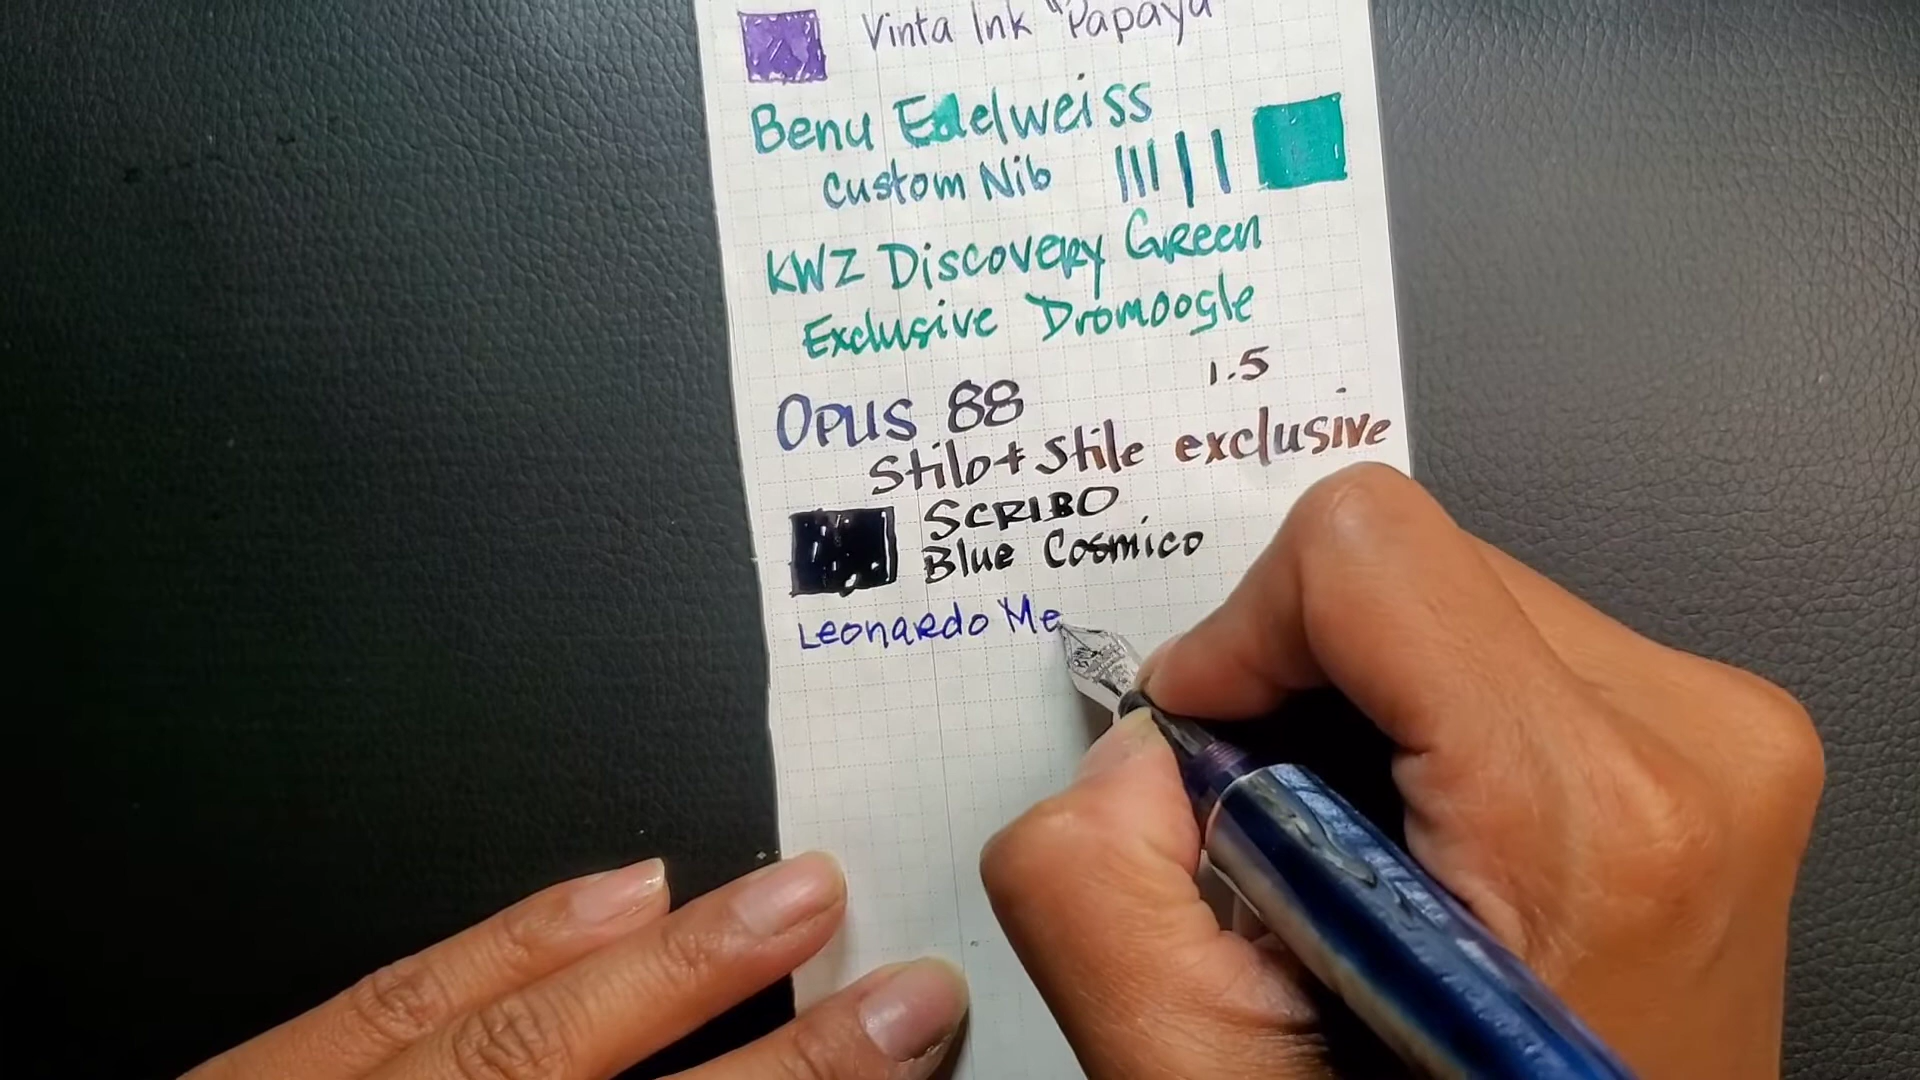 Vinta Ink "Papaya"
Benu Edelweiss
Custom Nib
KWZ Discovery Green
Exclusive Dromoogle
Opus 88
1.5
Stilo + Stile exclusive
SCRIBO
Blue Cosmico
Leonardo Me